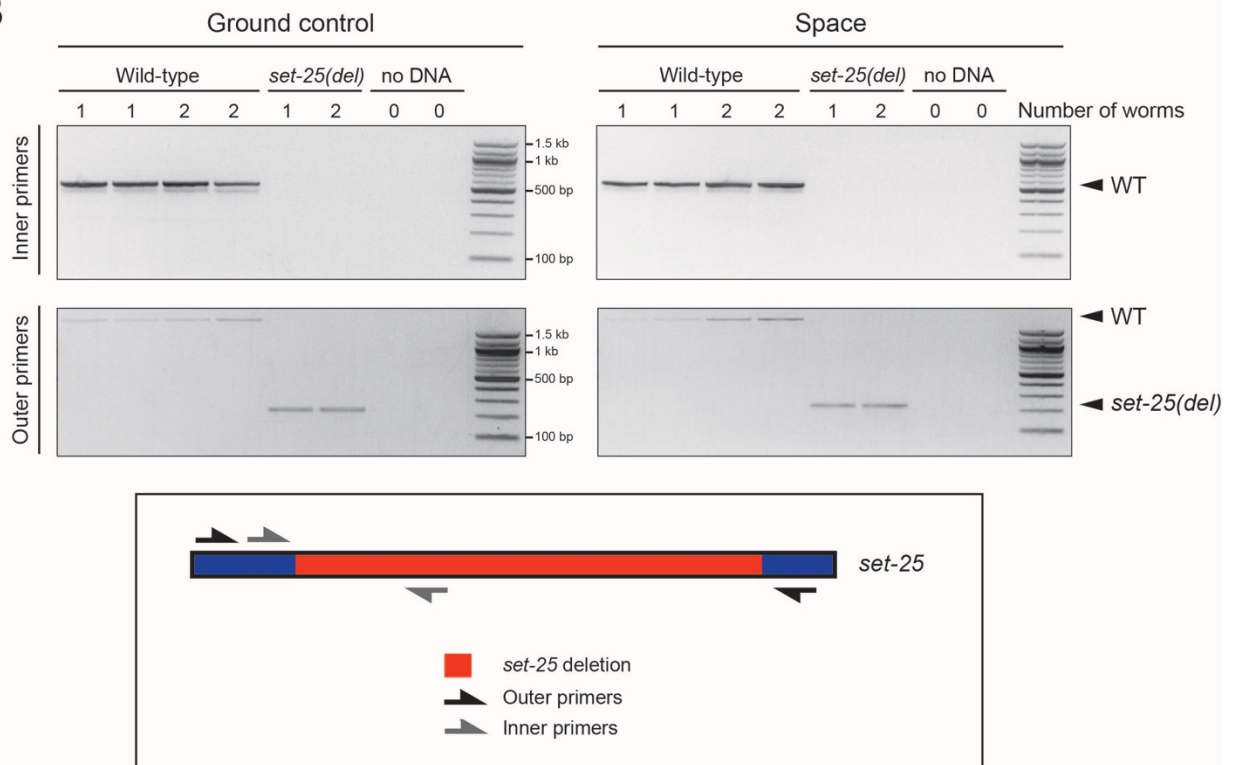 Ground control
Space
Wild-type set-25(del) no DNA
Wild-type set-25(del) no DNA
1 1 2 2 1 2 0 0
1 1 2 2 1 2 0 0 Number of worms
Inner primers
1.5 kb
1 kb
500 bp
100 bp
WT
Outer primers
1.5 kb
1 kb
500 bp
100 bp
WT
set-25(del)
set-25
set-25 deletion
Outer primers
Inner primers